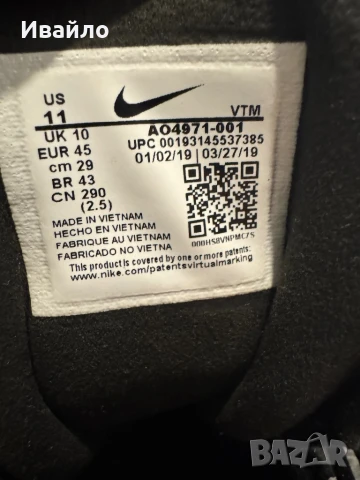 Ивайло
US
11
VTM
UK 10
AO4971-001
EUR 45
UPC 00193145537385
cm 29
01/02/19 03/27/19
BR 43
CN 290
(2.5)
MADE IN VIETNAM
HECHO EN VIETNAM
FABRIQUE AU VIETNAM
FABRICADO NO VIETNA
000HS8VNPMC7S
This product is covered by one or more patents:
www.nike.com/patentsvirtualmarking
BAZAR